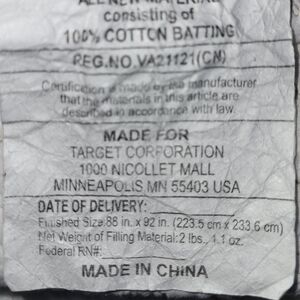 ALL NEW MATERIAL
consisting of
100% COTTON BATTING
REG.NO VA21121(CN)
Certification is made by the manufacturer
that the materials in this article are
described in accordance with law.
MADE FOR
TARGET CORPORATION
1000 NICOLLET MALL
MINNEAPOLIS MN 55403 USA
DATE OF DELIVERY:
Finished Size:88 in x 92 in (223.5 cm x 233.6 cm)
Net Weight of Filling Material:2 lbs., 1.1 oz.
Federal RN#:
MADE IN CHINA